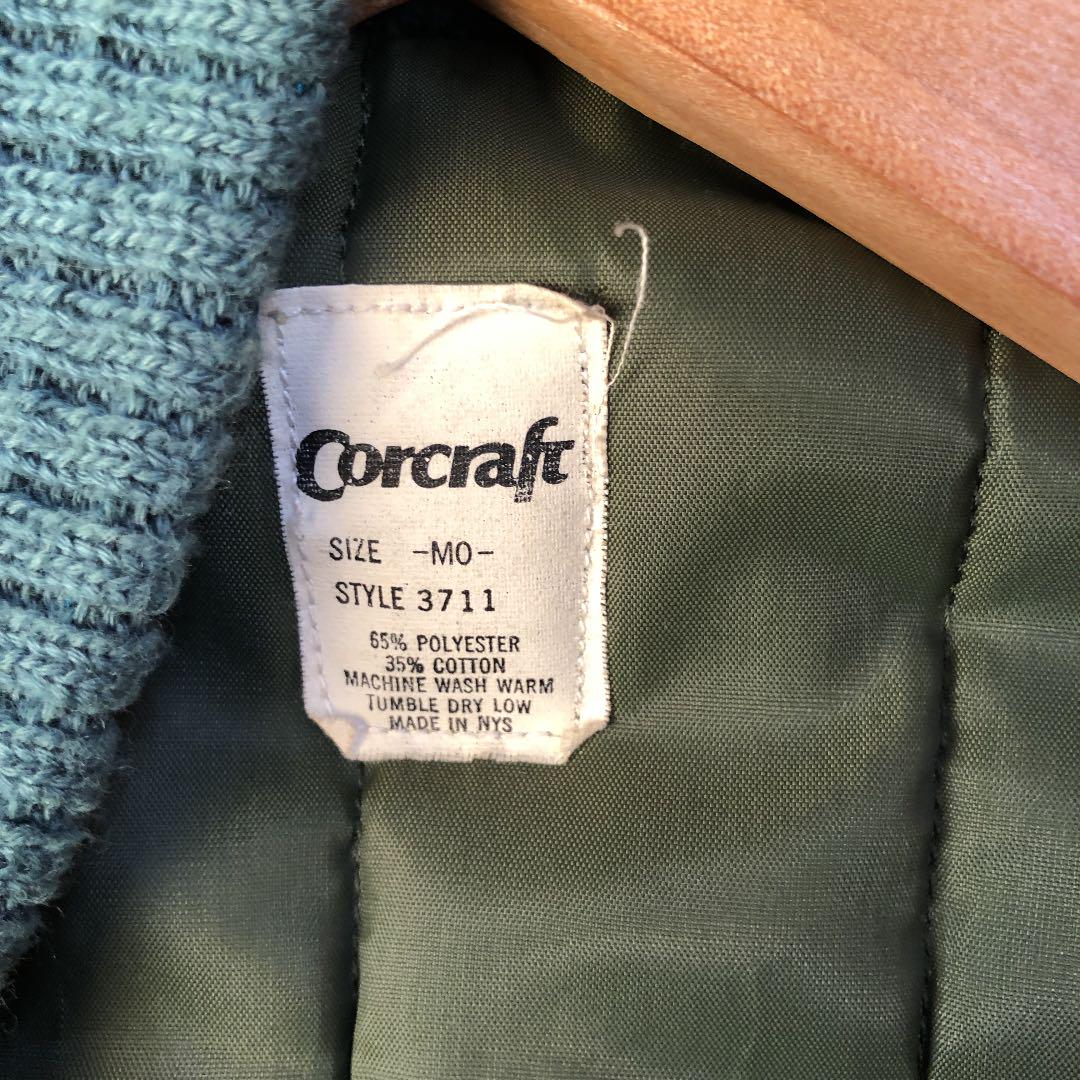 Corcraft
SIZE -MO-
STYLE 3711
65% POLYESTER
35% COTTON
MACHINE WASH WARM
TUMBLE DRY LOW
MADE IN NYS